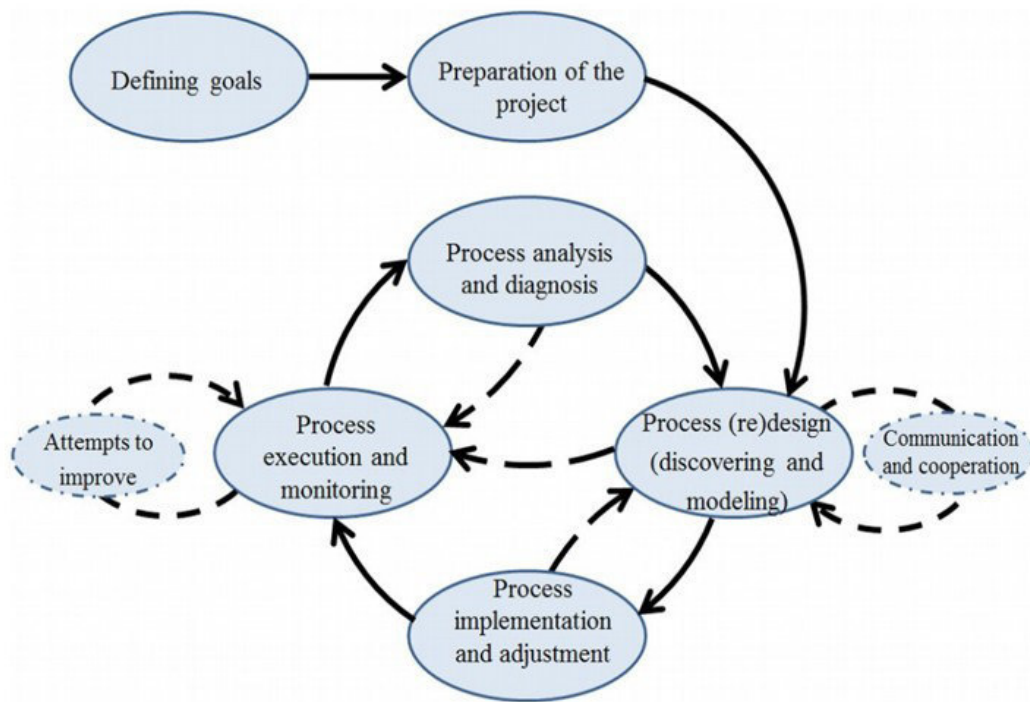 Defining goals
Preparation of the
project
Process analysis
and diagnosis
Attempts to
improve
Process
execution and
monitoring
Process (re)design
(discovering and
modeling)
Communication
and cooperation
Process
implementation
and adjustment